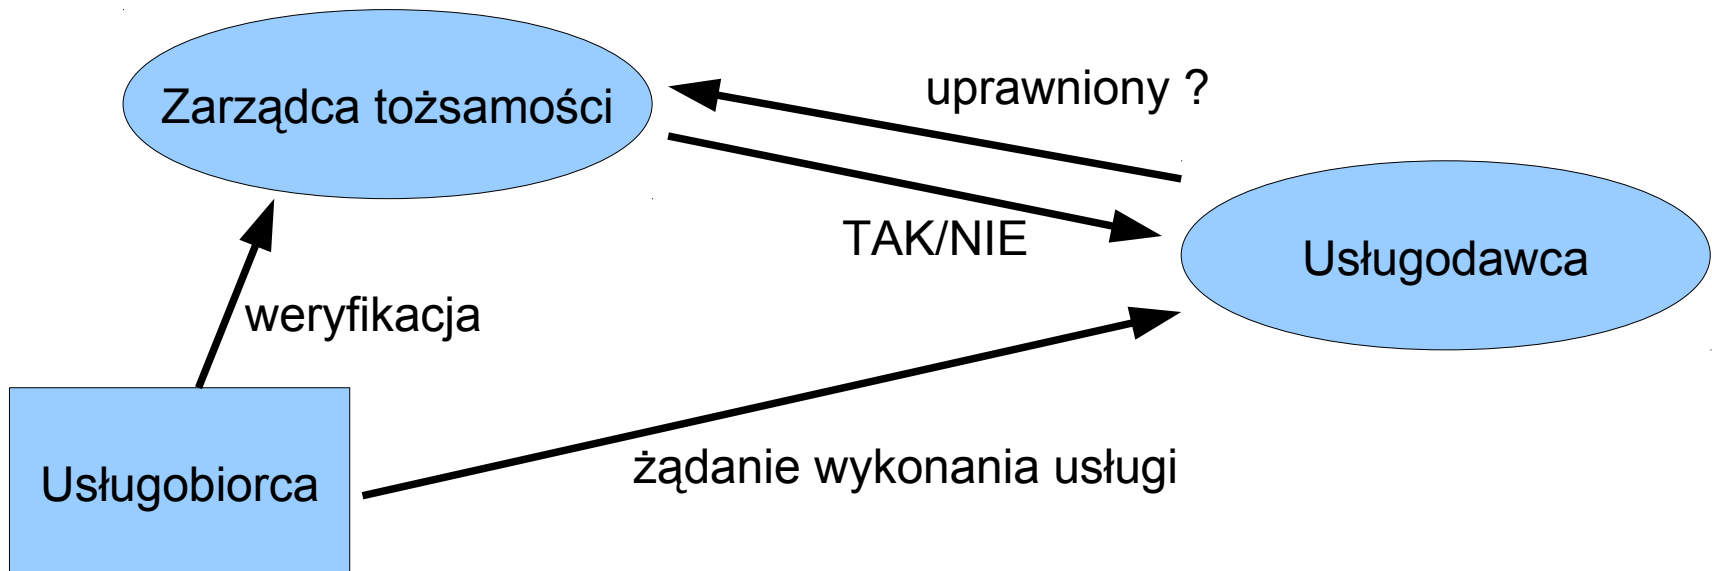 Zarządca tożsamości
uprawniony ?
TAK/NIE
Usługodawca
weryfikacja
Usługobiorca
żądanie wykonania usługi